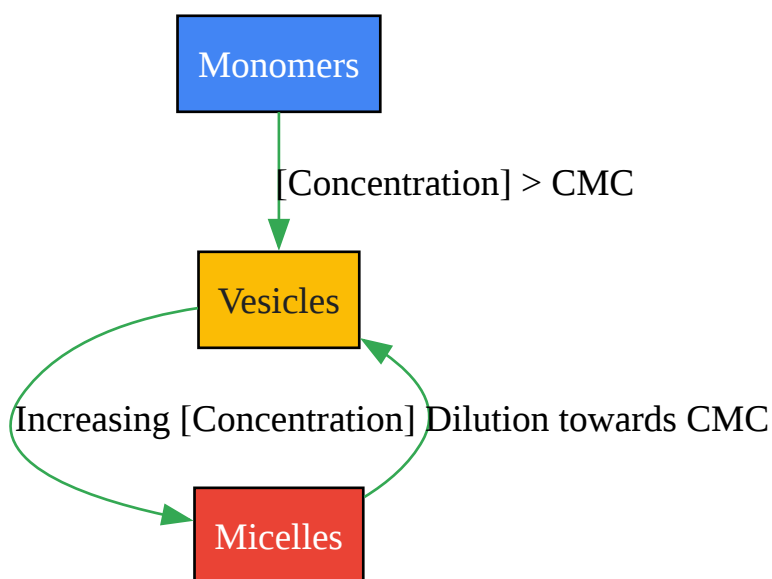 Monomers
[Concentration] > CMC
Vesicles
Increasing [Concentration]
Dilution towards CMC
Micelles